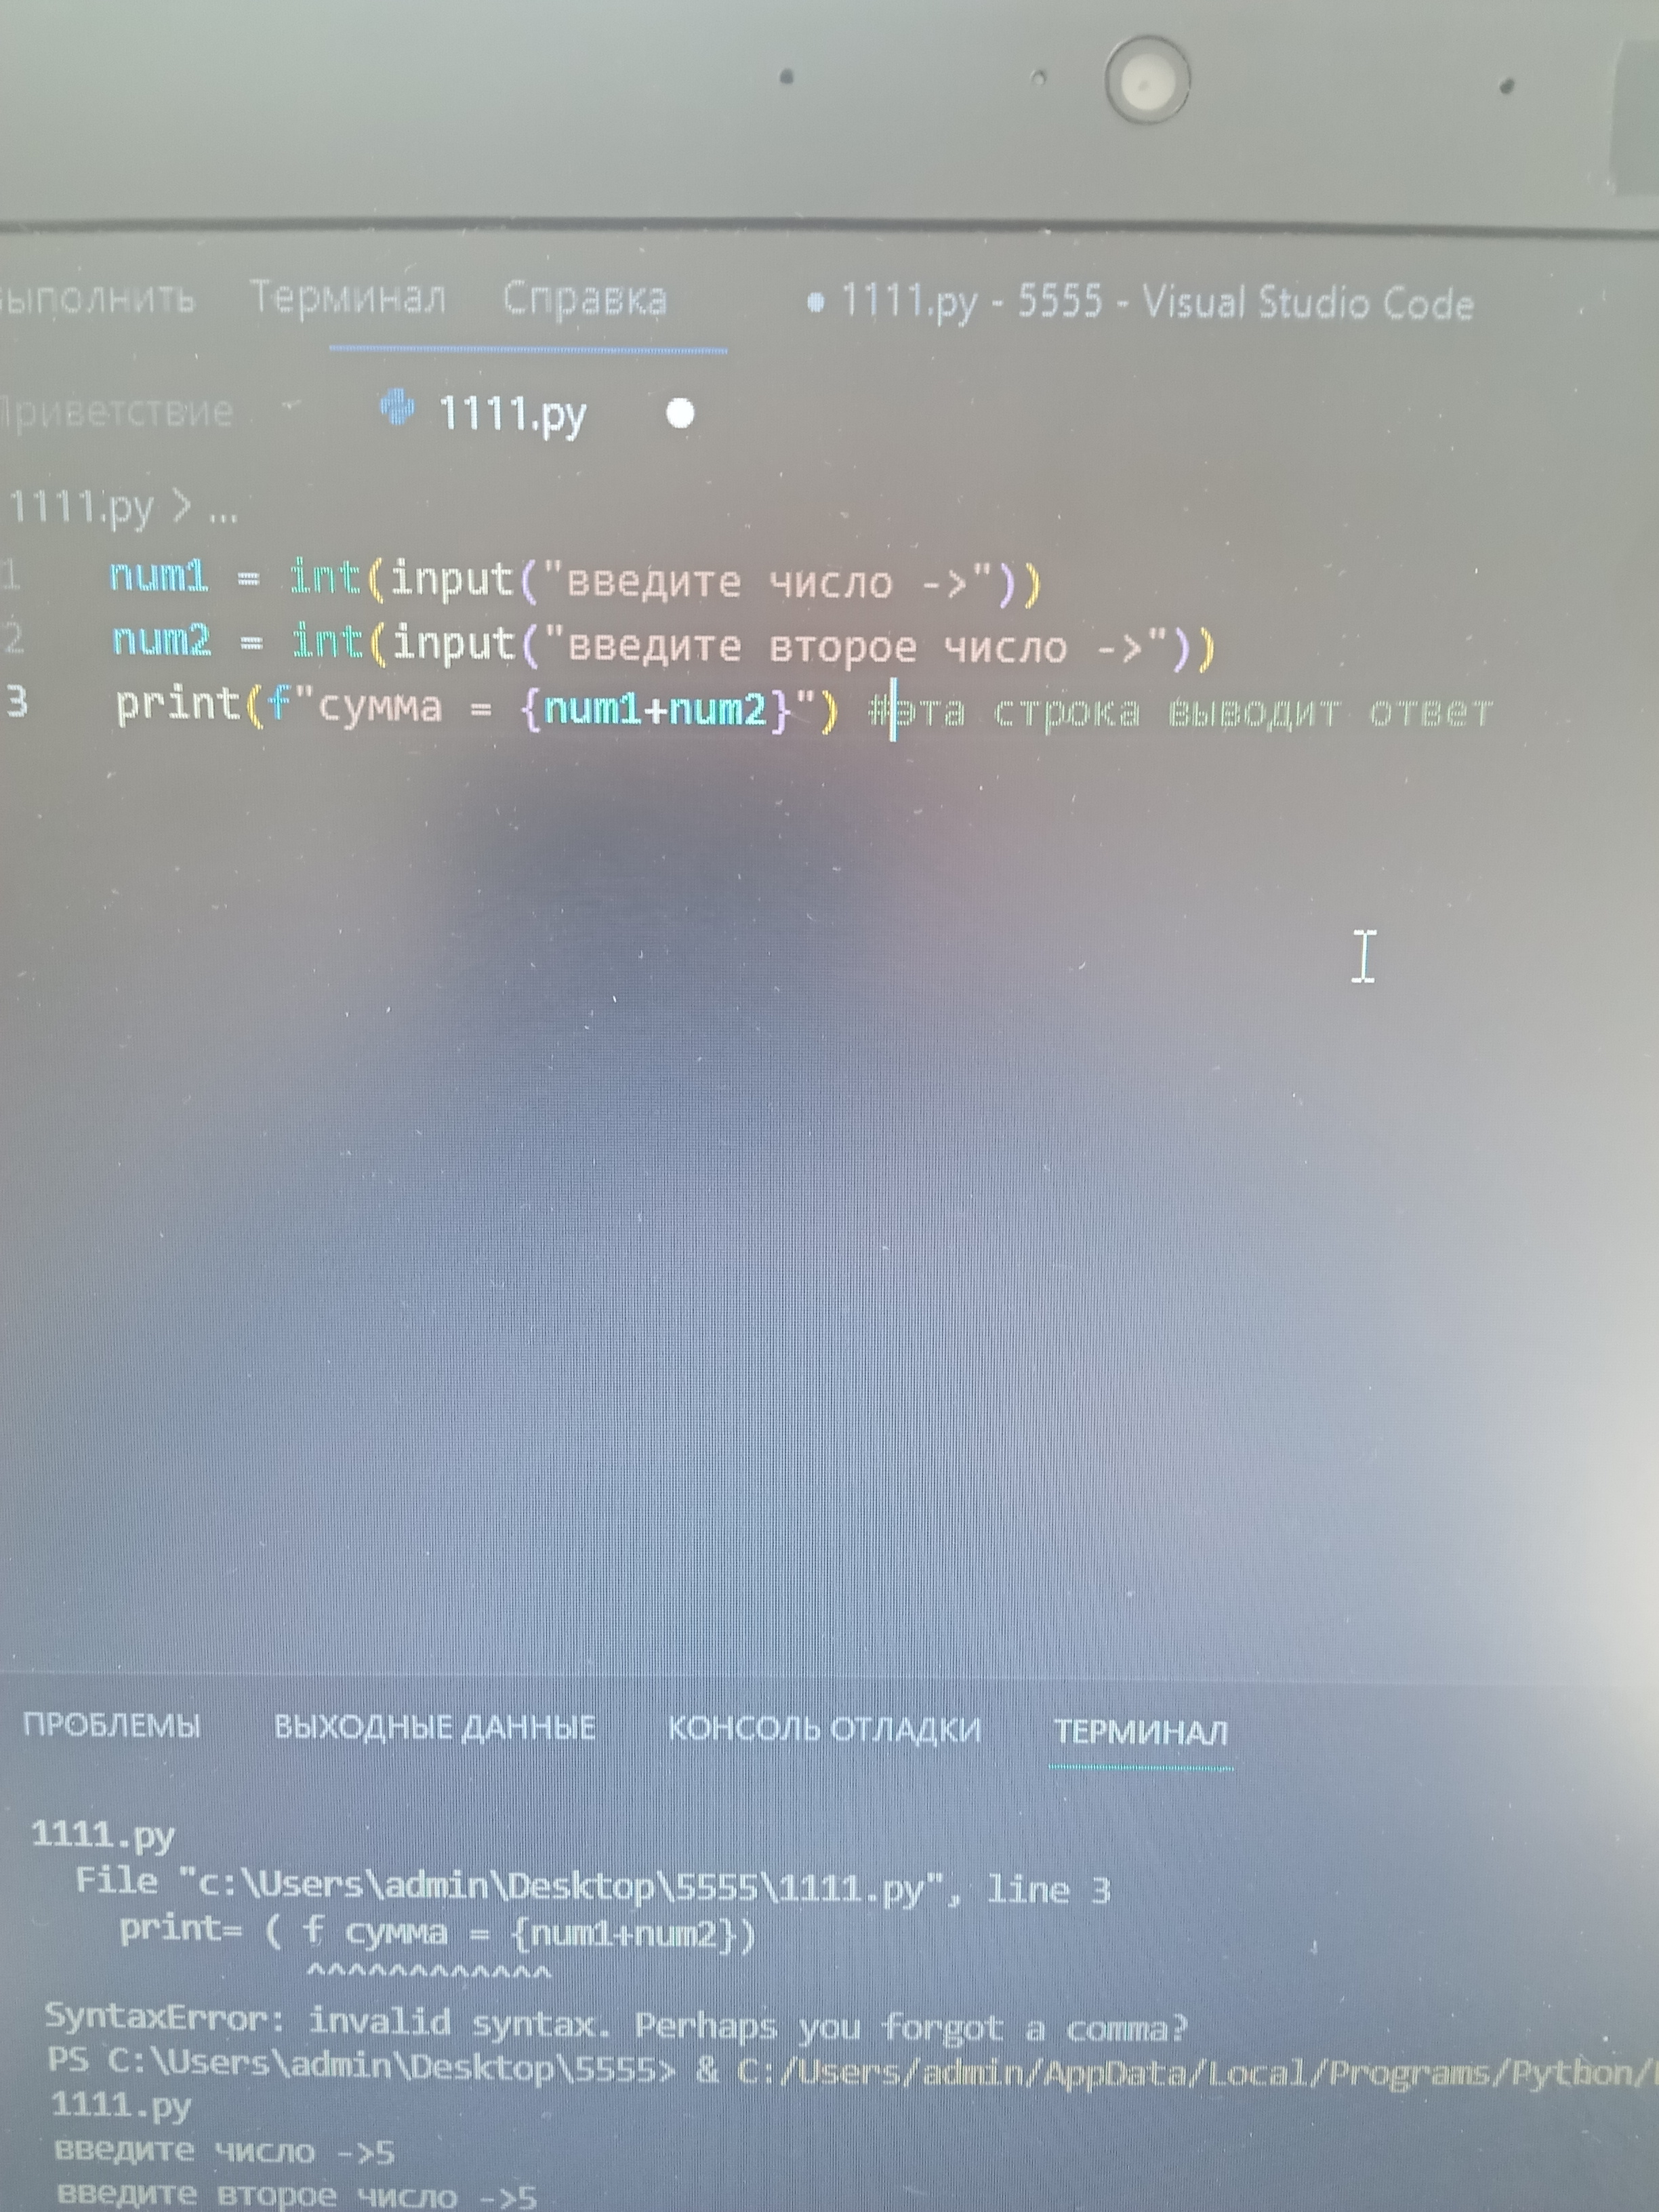 Терминал Справка ● 1111.py - 5555 - Visual Studio Code
Приветствие 1111.py ●
1111.py > ...
1 num1 = int(input("введите число ->"))
2 num2 = int(input("введите второе число ->"))
3 print(f"сумма = {num1+num2}") #эта строка выводит ответ
ПРОБЛЕМЫ ВЫХОДНЫЕ ДАННЫЕ КОНСОЛЬ ОТЛАДКИ ТЕРМИНАЛ
1111.py
File "c:\Users\admin\Desktop\5555\1111.py", line 3
print= ( f сумма = {num1+num2})
^^^^^^^^^^^^
SyntaxError: invalid syntax. Perhaps you forgot a comma?
PS C:\Users\admin\Desktop\5555> & C:/Users/admin/AppData/Local/Programs/Python/
1111.py
введите число ->5
введите второе число ->5